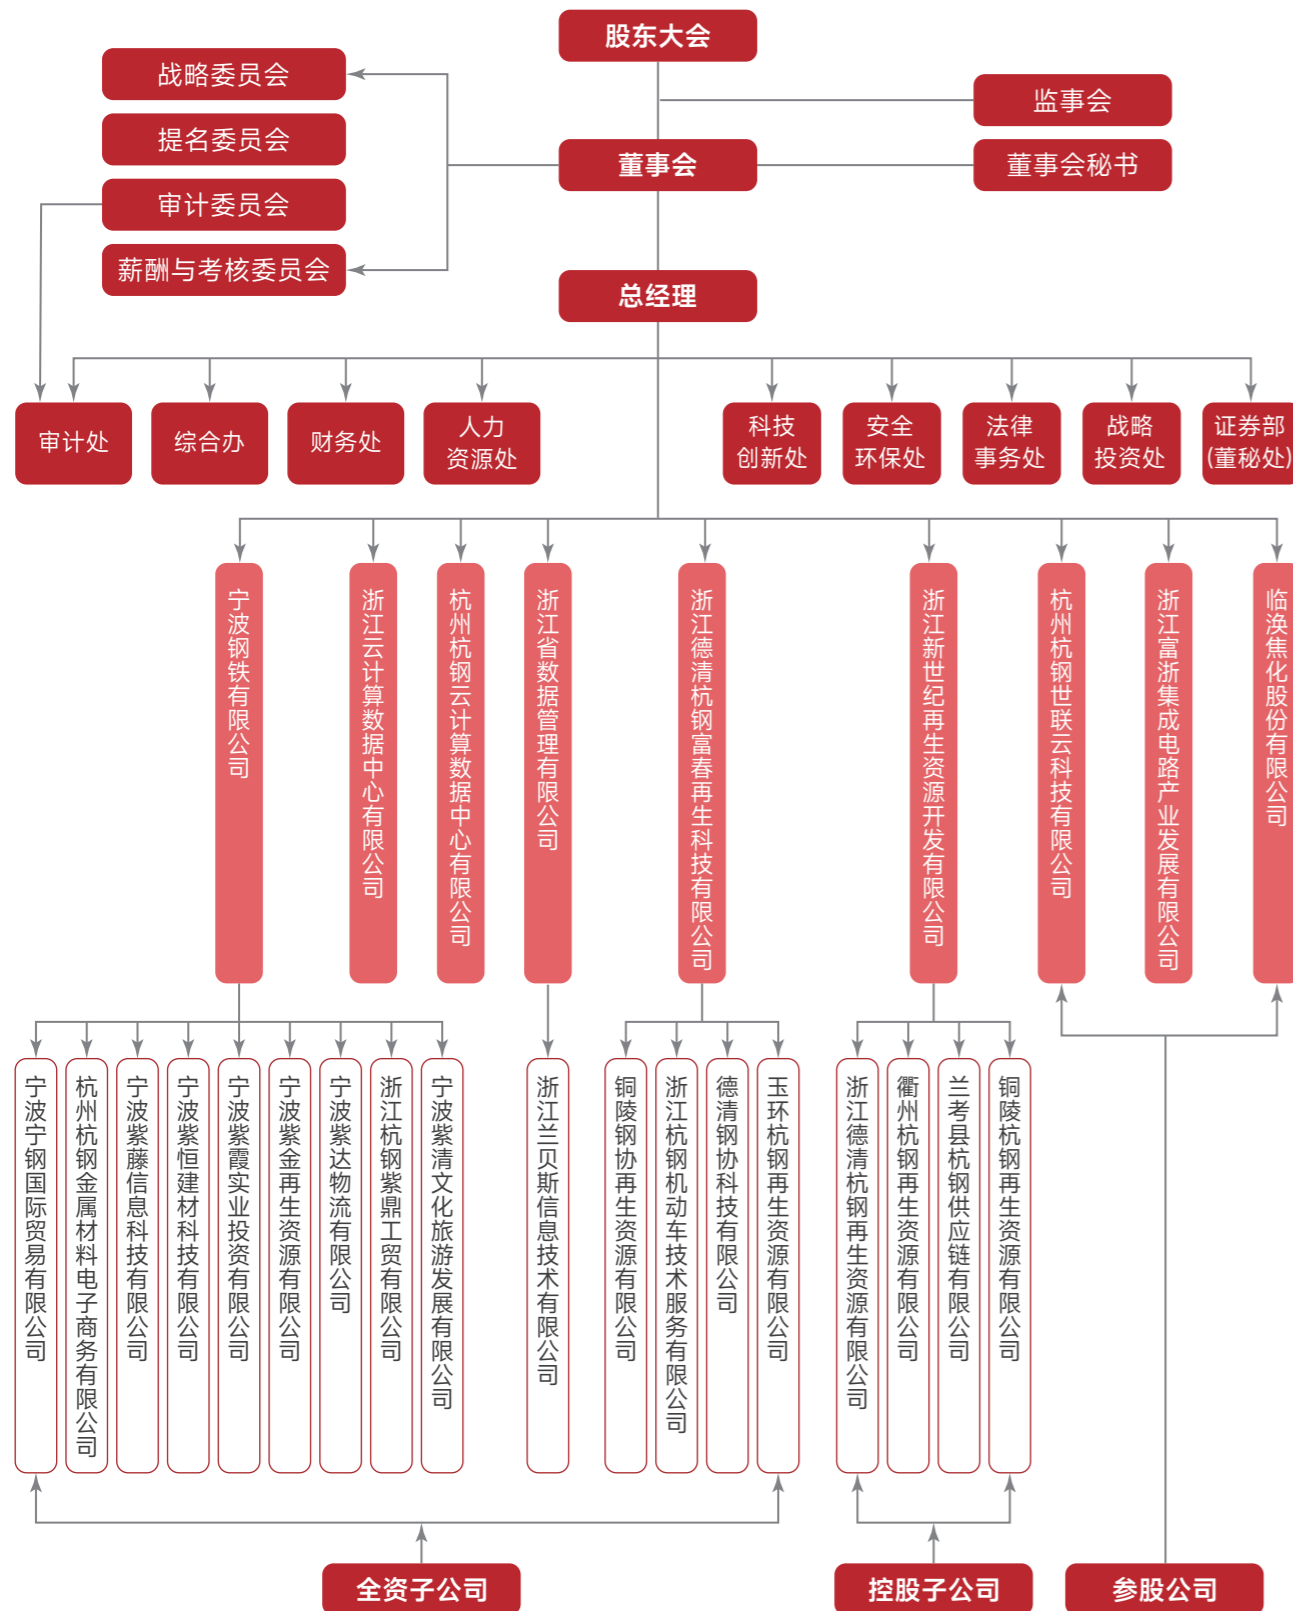 股东大会
战略委员会
监事会
提名委员会
董事会
董事会秘书
审计委员会
薪酬与考核委员会
总经理
审计处
综合办
财务处
人力
资源处
科技
创新处
安全
环保处
法律
事务处
战略
投资处
证券部
(董秘处)
宁波钢铁有限公司
浙江云计算数据中心有限公司
杭州杭钢云计算数据中心有限公司
浙江省数据管理有限公司
浙江德清杭钢富春再生科技有限公司
浙江新世纪再生资源开发有限公司
杭州杭钢世联云科技有限公司
浙江富浙集成电路产业发展有限公司
临涣焦化股份有限公司
宁波宁钢国际贸易有限公司
杭州杭钢金属材料电子商务有限公司
宁波紫藤信息科技有限公司
宁波紫恒建材科技有限公司
宁波紫霞实业投资有限公司
宁波紫金再生资源有限公司
宁波紫达物流有限公司
浙江杭钢紫鼎工贸有限公司
宁波紫清文化旅游发展有限公司
浙江兰贝斯信息技术有限公司
铜陵钢协再生资源有限公司
浙江杭钢机动车技术服务有限公司
德清钢协科技有限公司
玉环杭钢再生资源有限公司
浙江德清杭钢再生资源有限公司
衢州杭钢再生资源有限公司
兰考县杭钢供应链有限公司
铜陵杭钢再生资源有限公司
全资子公司
控股子公司
参股公司